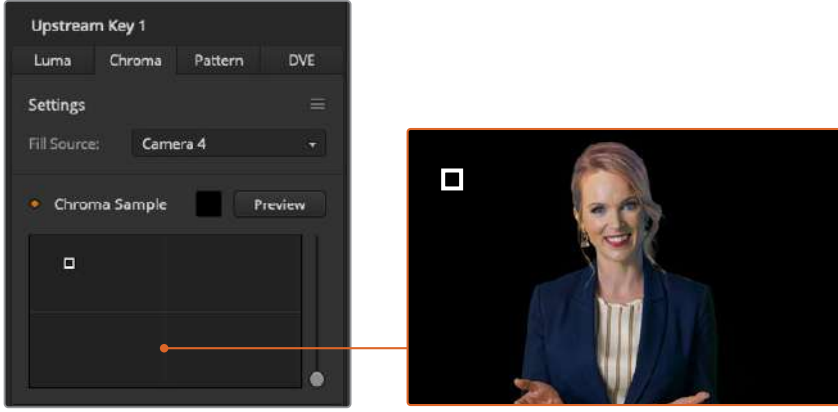 Upstream Key 1
Luma Chroma Pattern DVE
Settings
Fill Source: Camera 4
Chroma Sample Preview